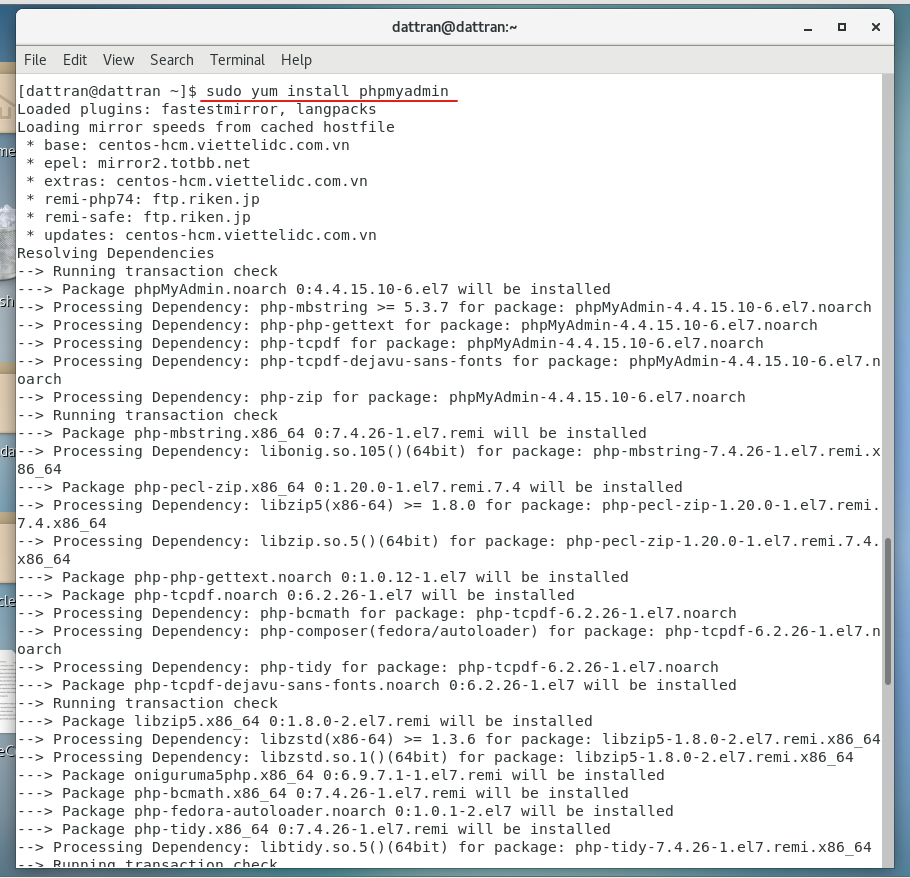 dattran@dattran:~
File Edit View Search Terminal Help
[dattran@dattran ~]$ sudo yum install phpmyadmin
Loaded plugins: fastestmirror, langpacks
Loading mirror speeds from cached hostfile
 * base: centos-hcm.viettelidc.com.vn
 * epel: mirror2.totbb.net
 * extras: centos-hcm.viettelidc.com.vn
 * remi-php74: ftp.riken.jp
 * remi-safe: ftp.riken.jp
 * updates: centos-hcm.viettelidc.com.vn
Resolving Dependencies
--> Running transaction check
---> Package phpMyAdmin.noarch 0:4.4.15.10-6.el7 will be installed
--> Processing Dependency: php-mbstring >= 5.3.7 for package: phpMyAdmin-4.4.15.10-6.el7.noarch
--> Processing Dependency: php-php-gettext for package: phpMyAdmin-4.4.15.10-6.el7.noarch
--> Processing Dependency: php-tcpdf for package: phpMyAdmin-4.4.15.10-6.el7.noarch
--> Processing Dependency: php-tcpdf-dejavu-sans-fonts for package: phpMyAdmin-4.4.15.10-6.el7.n
oarch
--> Processing Dependency: php-zip for package: phpMyAdmin-4.4.15.10-6.el7.noarch
--> Running transaction check
---> Package php-mbstring.x86_64 0:7.4.26-1.el7.remi will be installed
--> Processing Dependency: libonig.so.105()(64bit) for package: php-mbstring-7.4.26-1.el7.remi.x
86_64
---> Package php-pecl-zip.x86_64 0:1.20.0-1.el7.remi.7.4 will be installed
--> Processing Dependency: libzip5(x86-64) >= 1.8.0 for package: php-pecl-zip-1.20.0-1.el7.remi.
7.4.x86_64
--> Processing Dependency: libzip.so.5()(64bit) for package: php-pecl-zip-1.20.0-1.el7.remi.7.4.
x86_64
---> Package php-php-gettext.noarch 0:1.0.12-1.el7 will be installed
---> Package php-tcpdf.noarch 0:6.2.26-1.el7 will be installed
--> Processing Dependency: php-bcmath for package: php-tcpdf-6.2.26-1.el7.noarch
--> Processing Dependency: php-composer(fedora/autoloader) for package: php-tcpdf-6.2.26-1.el7.n
oarch
--> Processing Dependency: php-tidy for package: php-tcpdf-6.2.26-1.el7.noarch
---> Package php-tcpdf-dejavu-sans-fonts.noarch 0:6.2.26-1.el7 will be installed
--> Running transaction check
---> Package libzip5.x86_64 0:1.8.0-2.el7.remi will be installed
--> Processing Dependency: libzstd(x86-64) >= 1.3.6 for package: libzip5-1.8.0-2.el7.remi.x86_64
--> Processing Dependency: libzstd.so.1()(64bit) for package: libzip5-1.8.0-2.el7.remi.x86_64
---> Package oniguruma5php.x86_64 0:6.9.7.1-1.el7.remi will be installed
---> Package php-bcmath.x86_64 0:7.4.26-1.el7.remi will be installed
---> Package php-fedora-autoloader.noarch 0:1.0.1-2.el7 will be installed
---> Package php-tidy.x86_64 0:7.4.26-1.el7.remi will be installed
--> Processing Dependency: libtidy.so.5()(64bit) for package: php-tidy-7.4.26-1.el7.remi.x86_64
--> Running transaction check